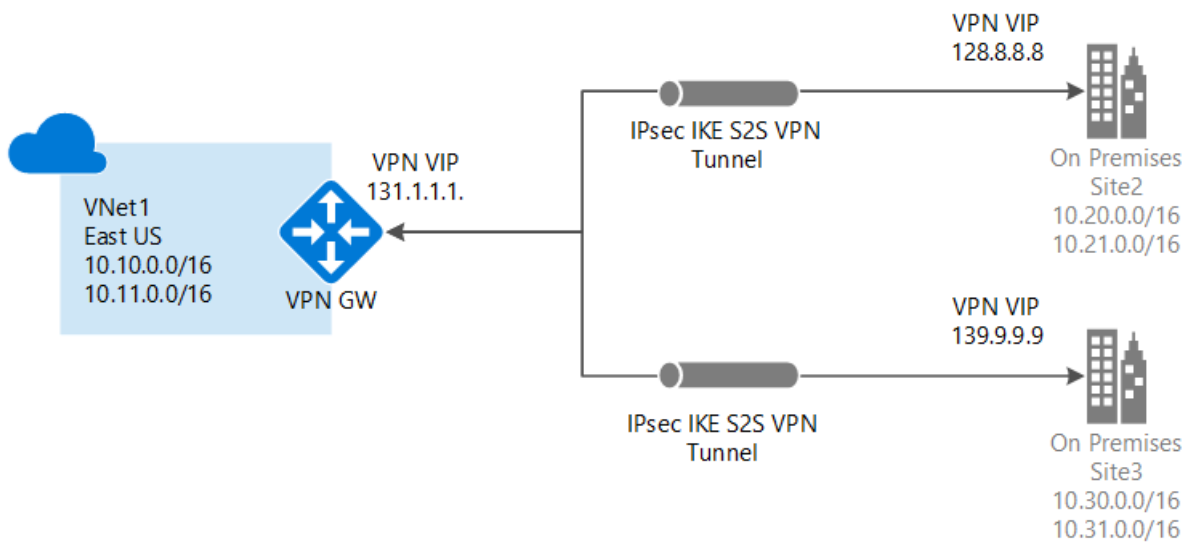 VNet1
East US
10.10.0.0/16
10.11.0.0/16
VPN GW
VPN VIP
131.1.1.1.
IPsec IKE S2S VPN
Tunnel
VPN VIP
128.8.8.8
On Premises
Site2
10.20.0.0/16
10.21.0.0/16
IPsec IKE S2S VPN
Tunnel
VPN VIP
139.9.9.9
On Premises
Site3
10.30.0.0/16
10.31.0.0/16